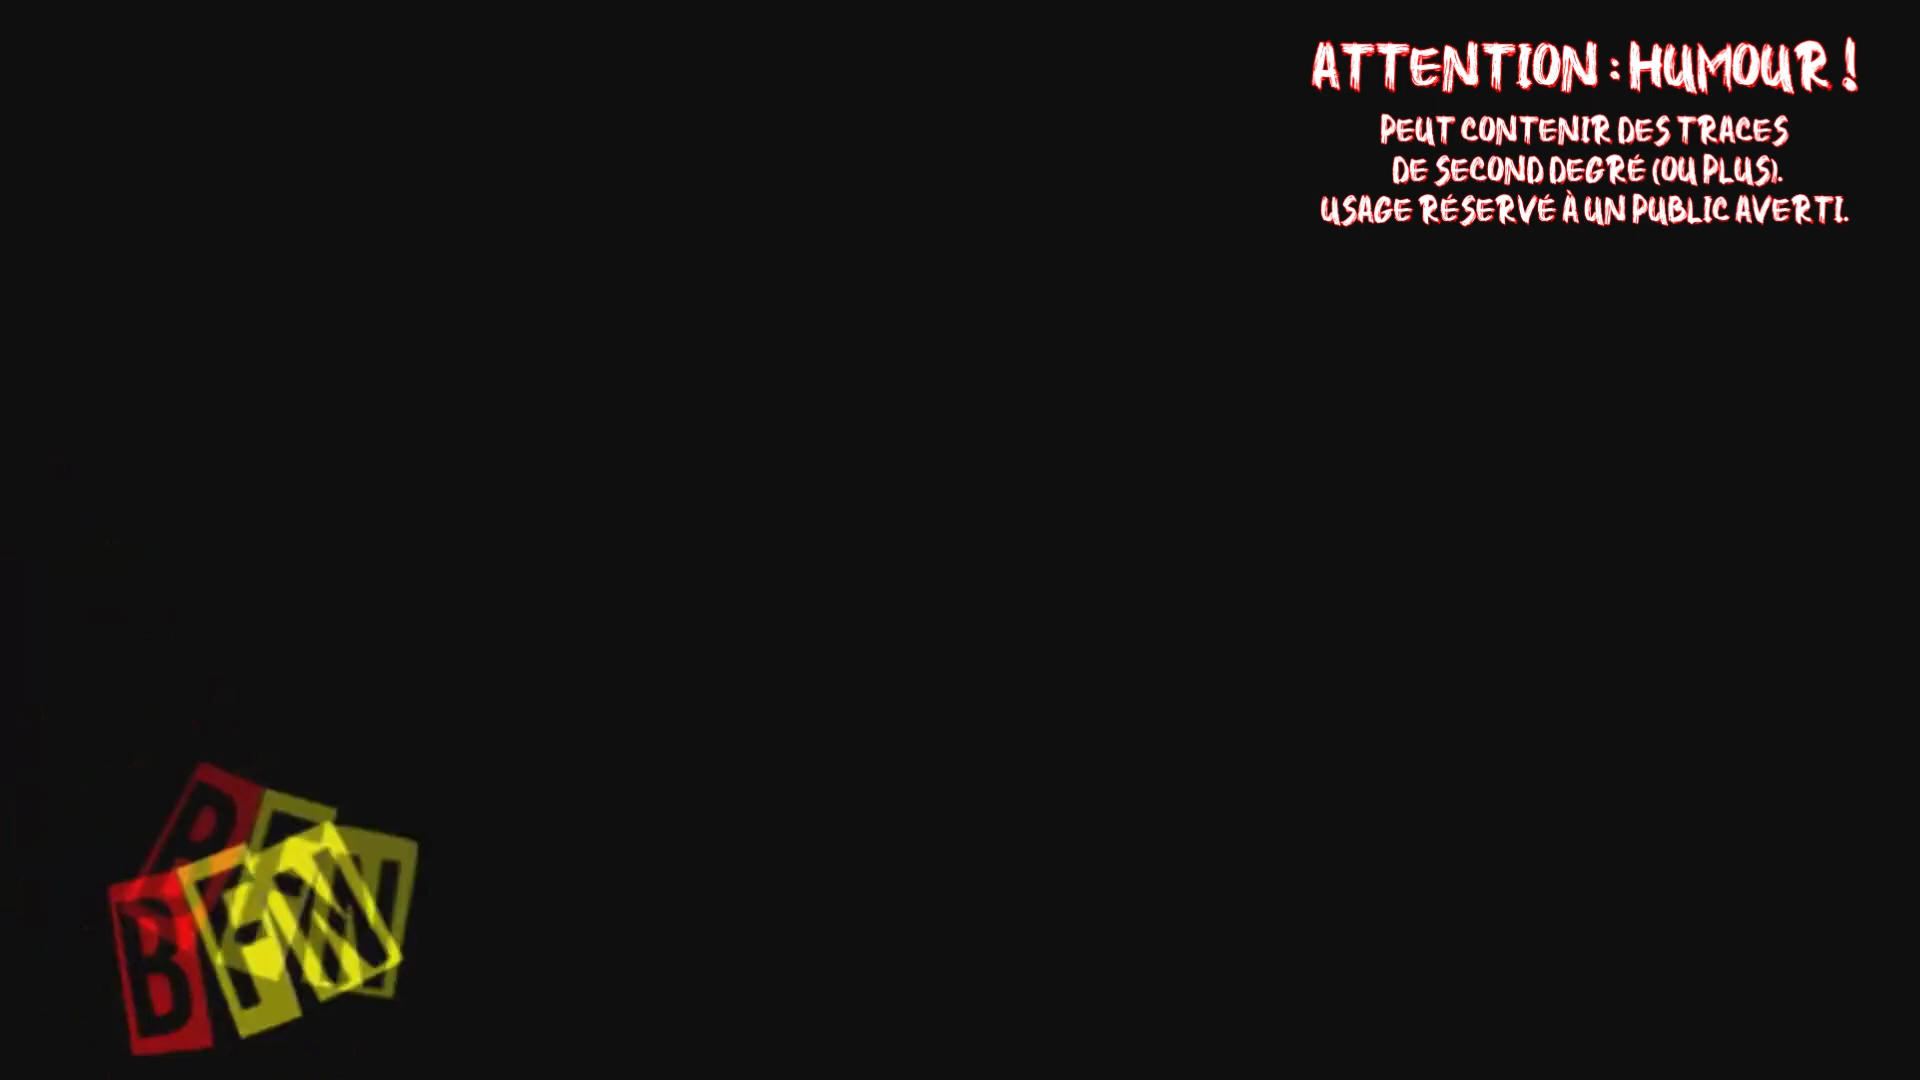 ATTENTION : HUMOUR !
PEUT CONTENIR DES TRACES
DE SECOND DEGRÉ (OU PLUS).
USAGE RÉSERVÉ À UN PUBLIC AVERTI.